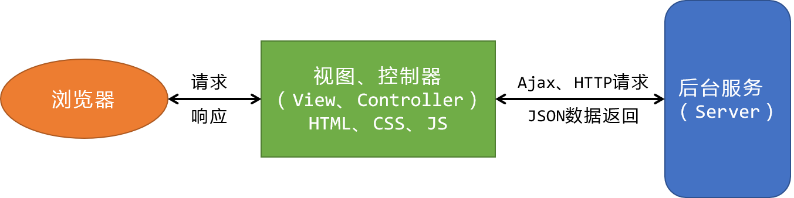 浏览器
请求
响应
视图、控制器
(View、Controller)
HTML、CSS、JS
Ajax、HTTP请求
JSON数据返回
后台服务
(Server)